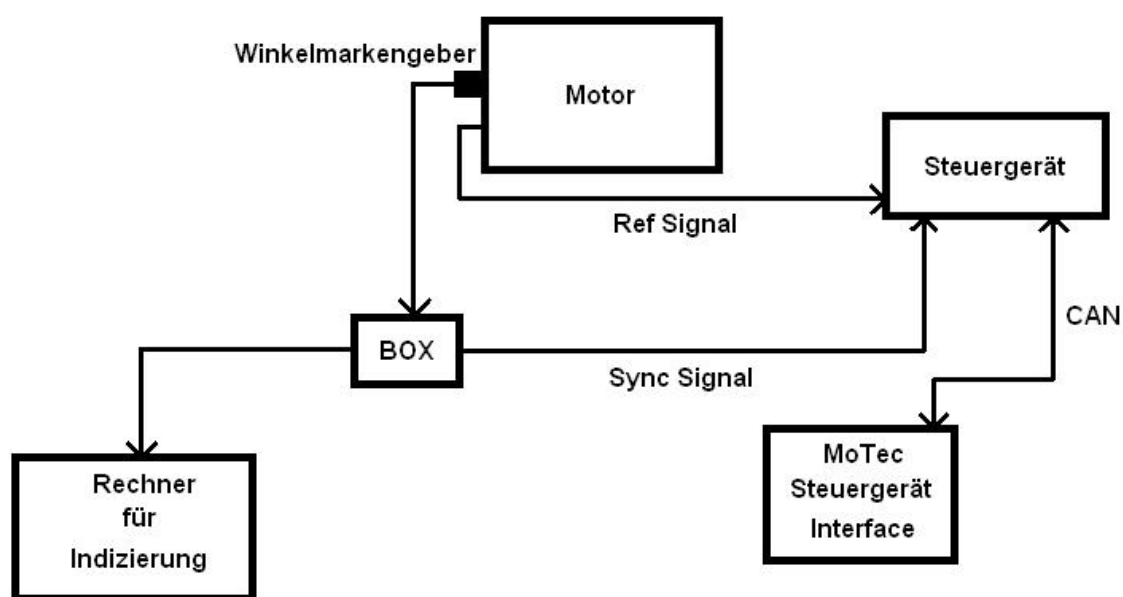 Winkelmarkengeber
Motor
Steuergerät
Ref Signal
CAN
BOX
Sync Signal
MoTec
Steuergerät
Interface
Rechner
für
Indizierung